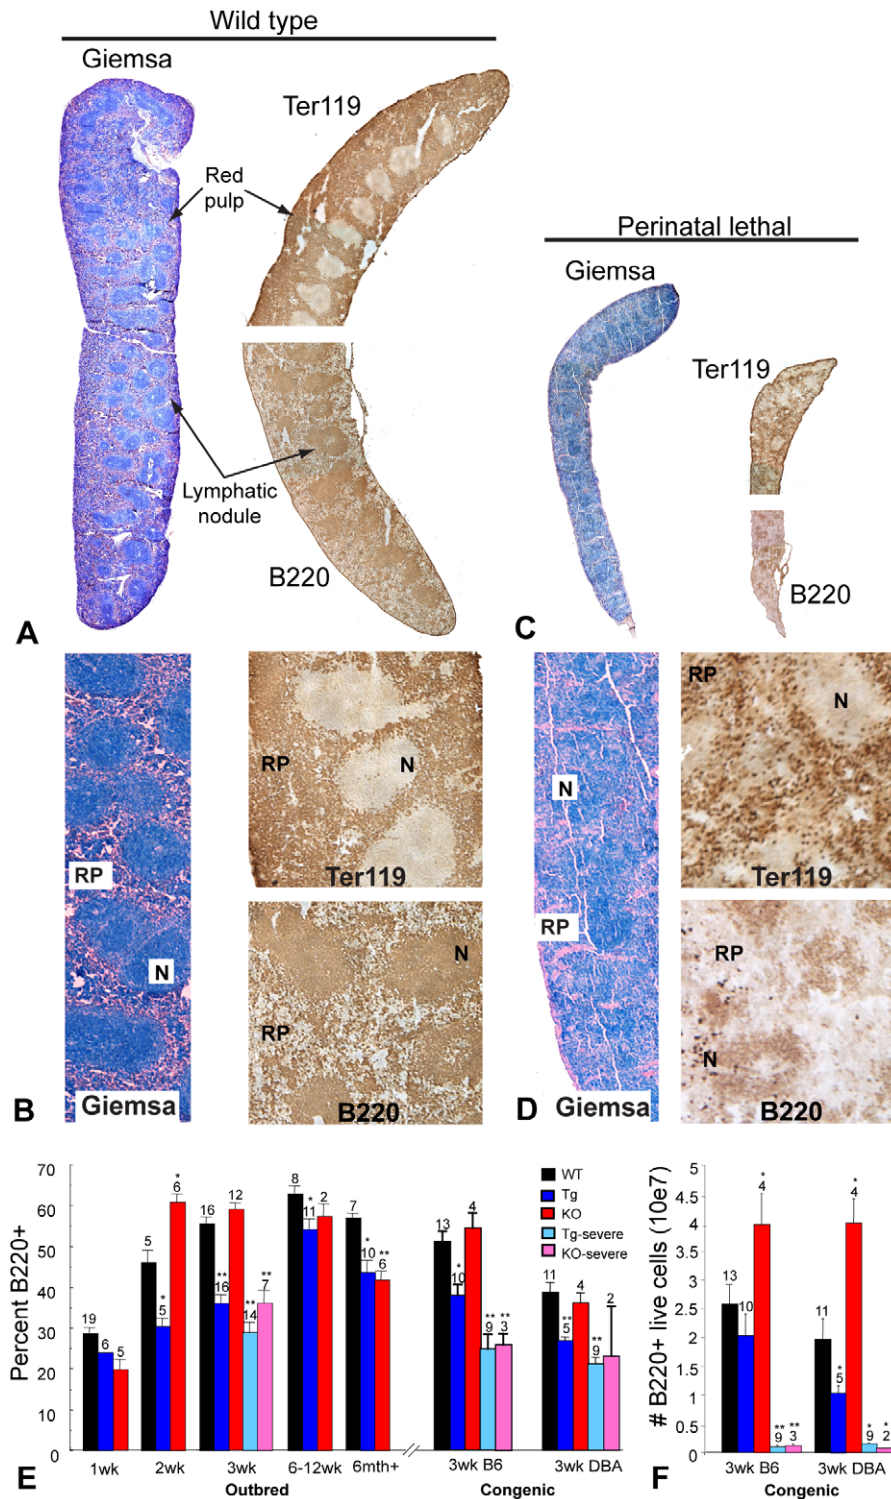 Wild type
Giemsa
Ter119
Red
pulp
Lymphatic
nodule
B220
A
Perinatal lethal
Giemsa
Ter119
B220
C
RP
N
Giemsa
B
RP
N
Ter119
N
RP
B220
N
RP
Giemsa
D
RP
N
Ter119
RP
N
B220
Percent B220+
70
60
50
40
30
20
10
0
19
6
5
5
*
5
*
6
16
**
16
12
**
14
**
7
8
*
11
2
7
*
10
**
6
13
*
10
4
**
9
**
3
11
**
5
4
**
9
2
WT
Tg
KO
Tg-severe
KO-severe
1wk
2wk
3wk
6-12wk
6mth+
3wk B6
3wk DBA
Outbred
Congenic
E
# B220+ live cells (10e7)
5
4.5
4
3.5
3
2.5
2
1.5
1
0.5
0
13
10
*
4
**
9
**
3
11
*
5
*
4
*
9
*
2
3wk B6
3wk DBA
Congenic
F